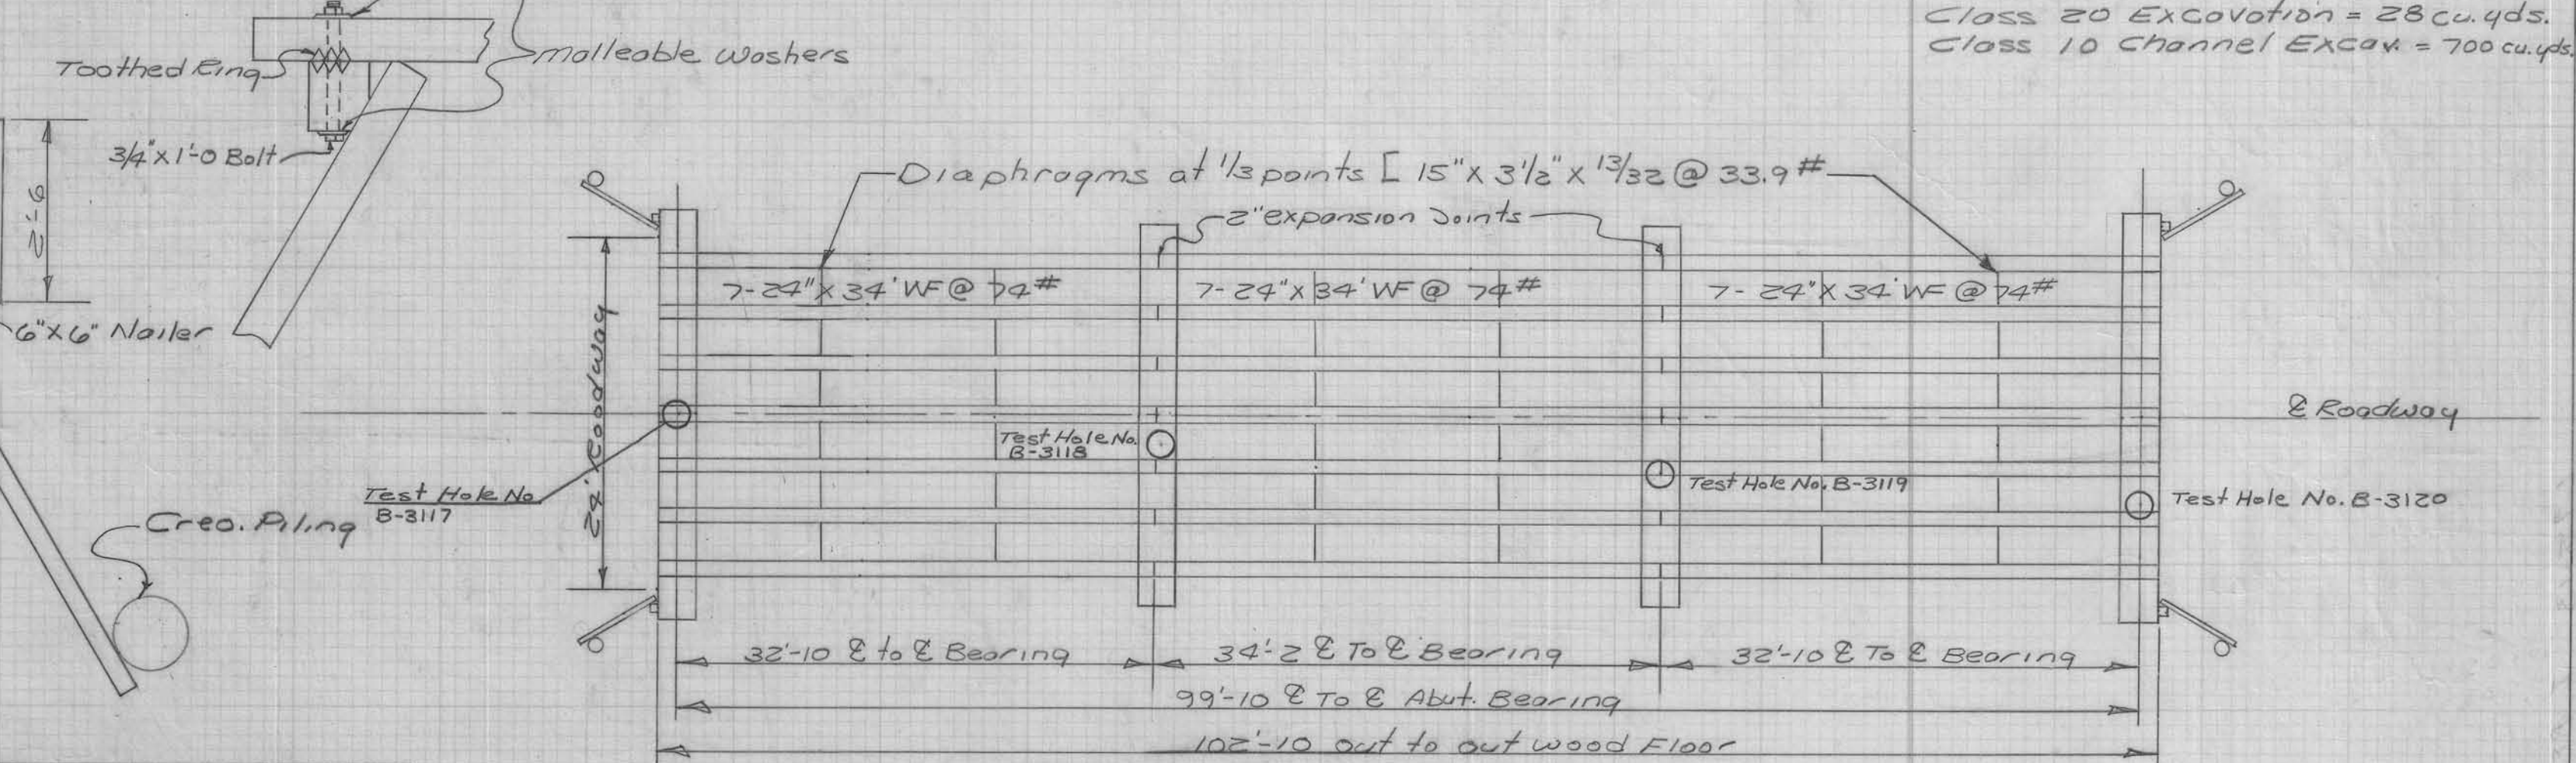 Class 20 Excavation = 28 cu. yds.
Class 10 Channel Excav. = 700 cu. yds.
malleable washers
Toothed Ring
3/4" x 1'-0 Bolt
2'-6
6" x 6" Nailer
Creo. Piling
Diaphragms at 1/3 points [ 15" x 3 1/2" x 13/32 @ 33.9 #
2" expansion Joints
7-24" x 34' WF @ 74#
7-24" x 34' WF @ 74#
7- 24" x 34' WF @ 74#
24' Roadway
℄ Roadway
Test Hole No
B-3117
Test Hole No.
B-3118
Test Hole No. B-3119
Test Hole No. B-3120
32'-10 ℄ to ℄ Bearing
34'-2 ℄ To ℄ Bearing
32'-10 ℄ To ℄ Bearing
99'-10 ℄ To ℄ Abut. Bearing
102'-10 out to out wood Floor